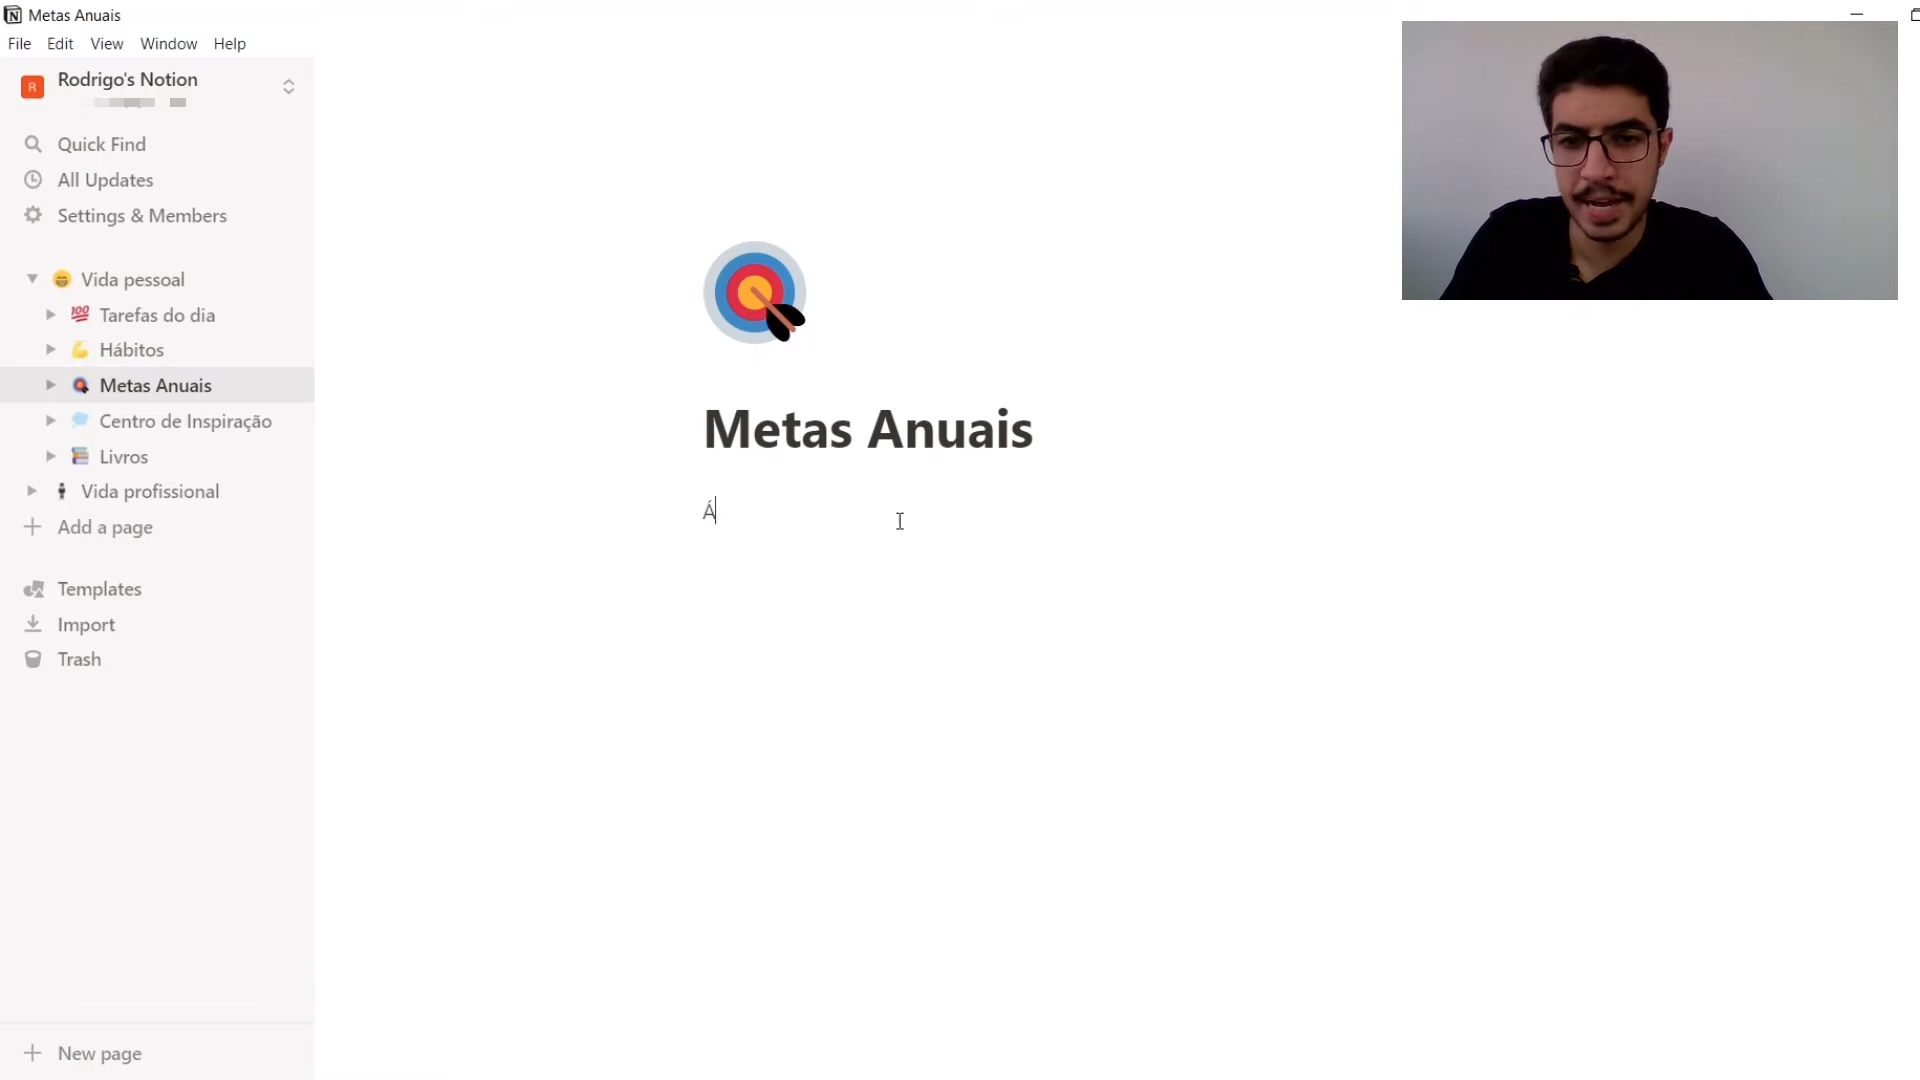 Metas Anuais
File Edit View Window Help
R
Rodrigo's Notion
Quick Find
All Updates
Settings & Members
Vida pessoal
100 Tarefas do dia
Hábitos
Metas Anuais
Centro de Inspiração
Livros
Vida profissional
Add a page
Templates
Import
Trash
New page
Metas Anuais
Á